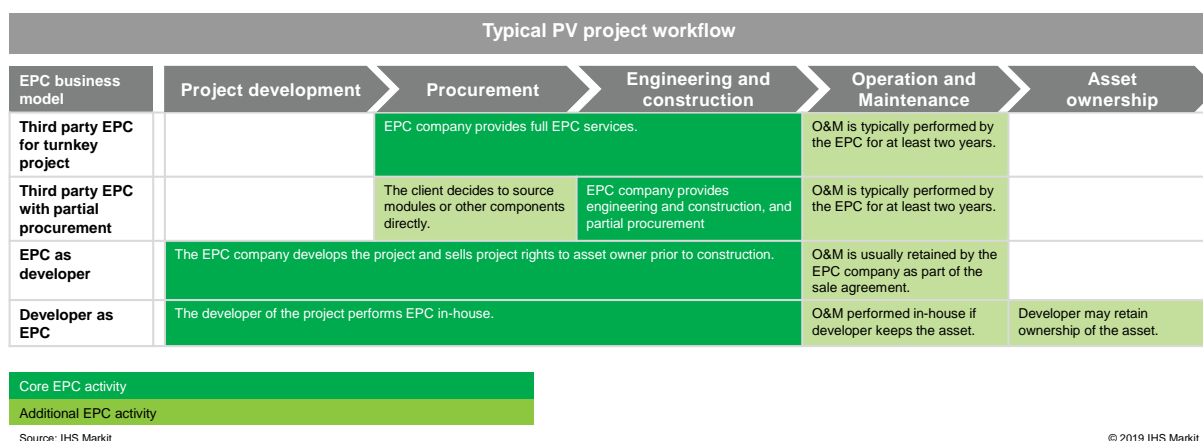 Typical PV project workflow
EPC business
model
Project development
Procurement
Engineering and
construction
Operation and
Maintenance
Asset
ownership
Third party EPC
for turnkey
project
EPC company provides full EPC services.
O&M is typically performed by
the EPC for at least two years.
Third party EPC
with partial
procurement
The client decides to source
modules or other components
directly.
EPC company provides
engineering and construction, and
partial procurement
O&M is typically performed by
the EPC for at least two years.
EPC as
developer
The EPC company develops the project and sells project rights to asset owner prior to construction.
O&M is usually retained by the
EPC company as part of the
sale agreement.
Developer as
EPC
The developer of the project performs EPC in-house.
O&M performed in-house if
developer keeps the asset.
Developer may retain
ownership of the asset.
Core EPC activity
Additional EPC activity
Source: IHS Markit
© 2019 IHS Markit